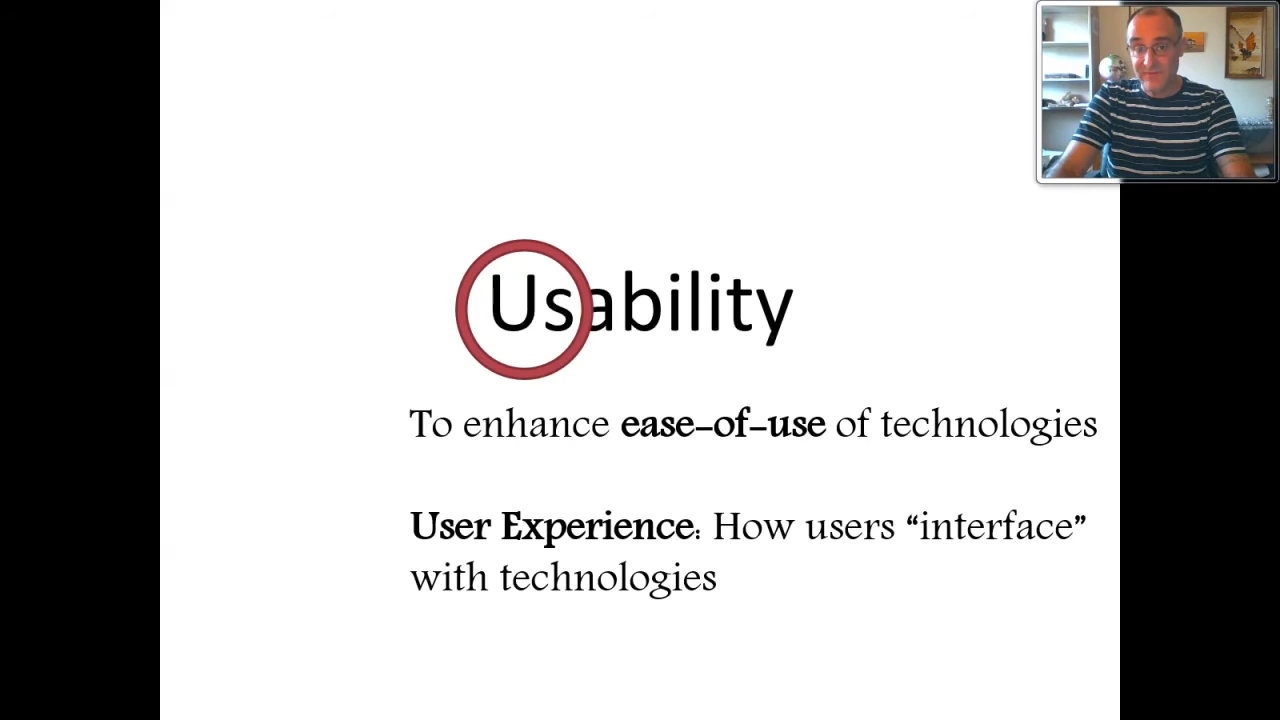 Usability
To enhance ease-of-use of technologies
User Experience: How users “interface”
with technologies